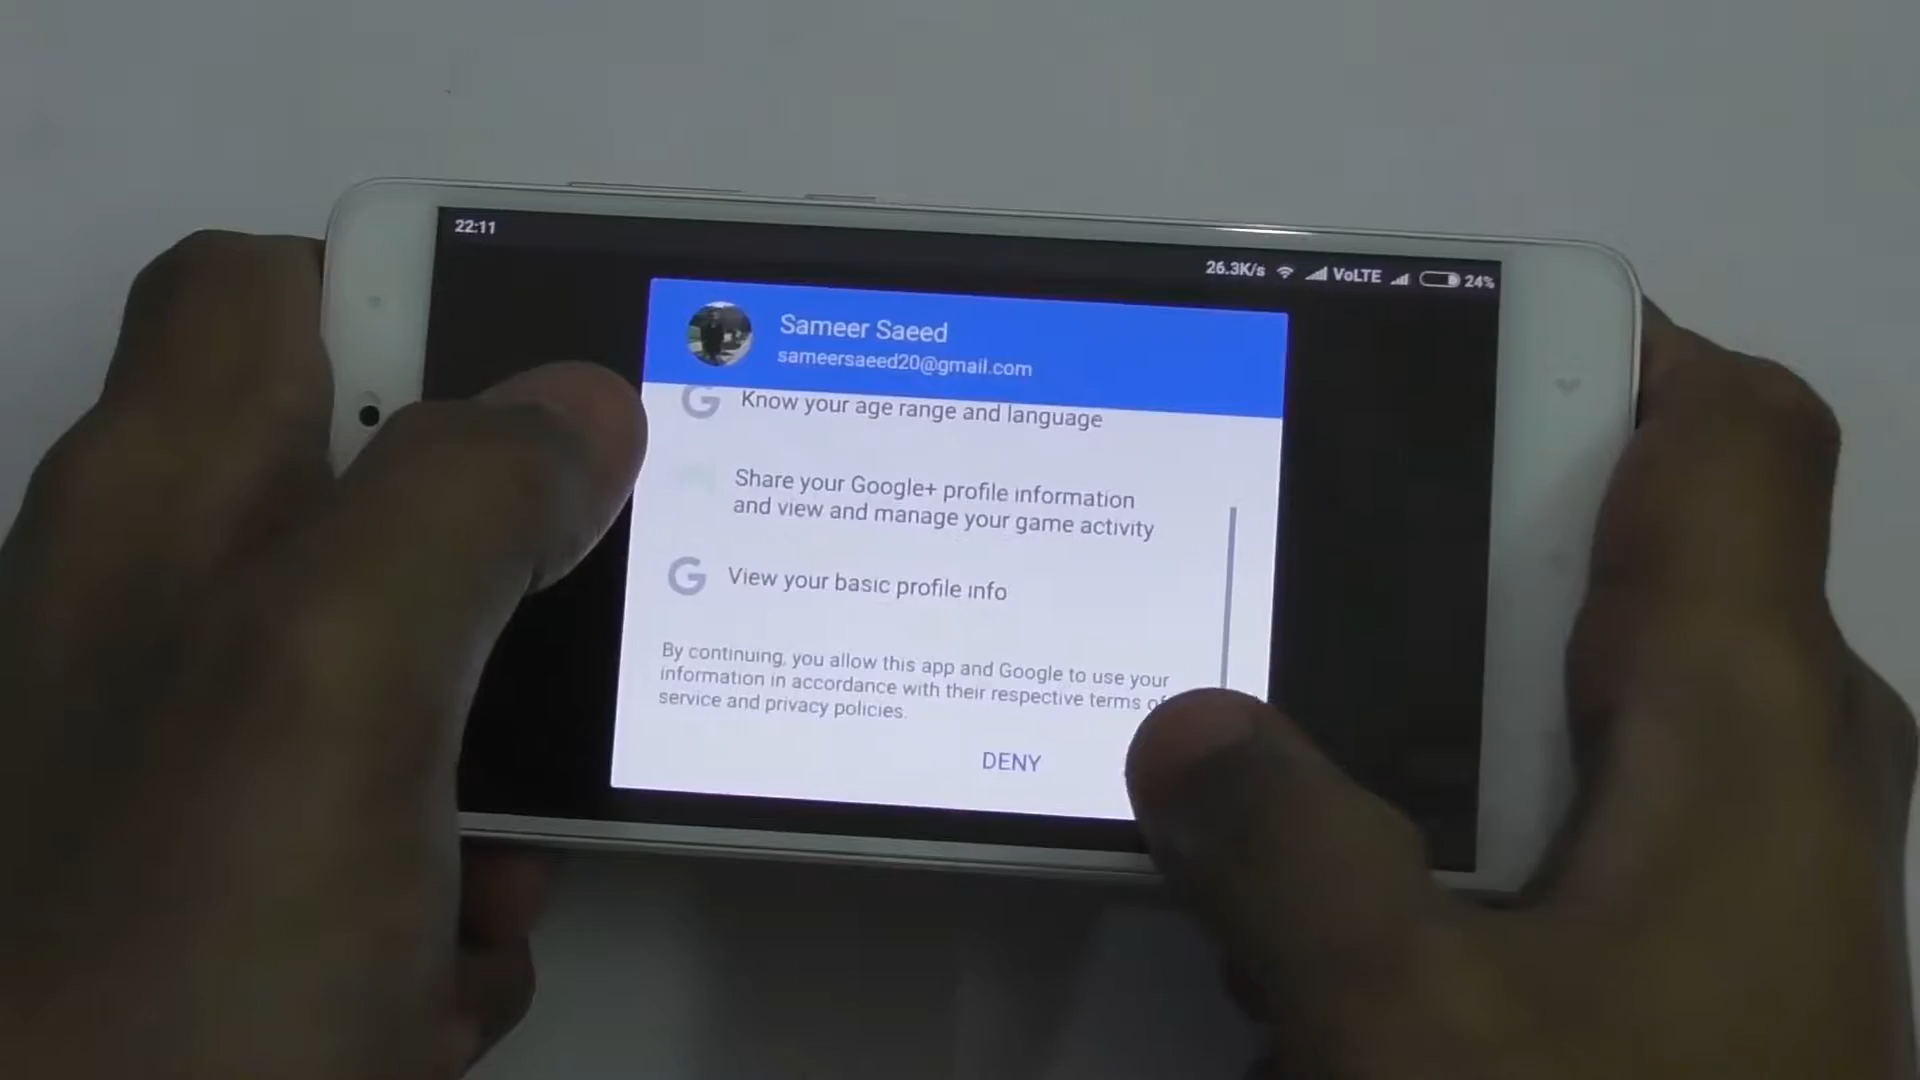 22:11
26.3K/s VoLTE 24%
Sameer Saeed
sameersaeed20@gmail.com
G Know your age range and language
Share your Google+ profile information
and view and manage your game activity
G View your basic profile info
By continuing, you allow this app and Google to use your
information in accordance with their respective terms of
service and privacy policies.
DENY